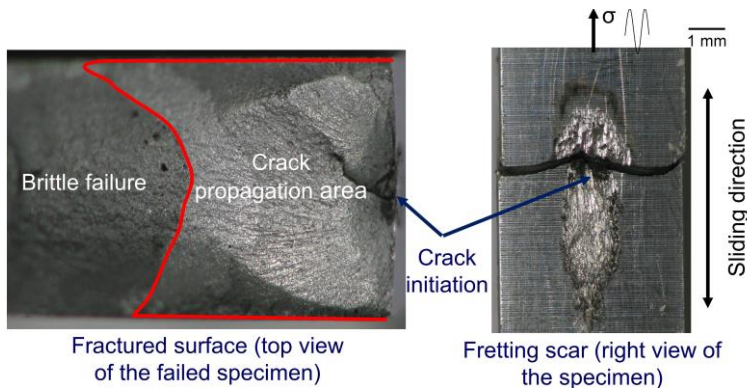 σ
1 mm
Brittle failure
Crack
propagation area
Crack
initiation
Sliding direction
Fractured surface (top view
of the failed specimen)
Fretting scar (right view of
the specimen)